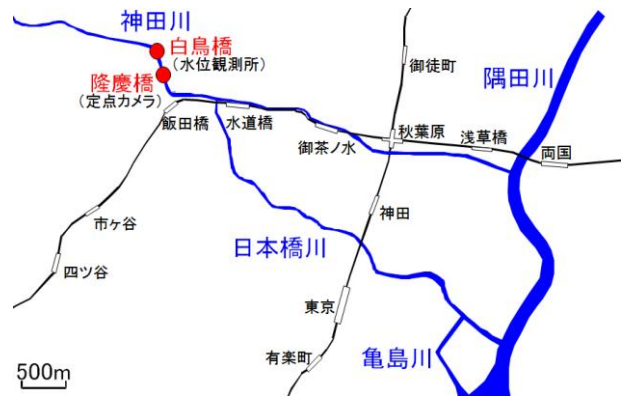 神田川
白鳥橋
(水位観測所)
隆慶橋
(定点カメラ)
御徒町
隅田川
飯田橋
水道橋
御茶ノ水
秋葉原
浅草橋
両国
市ヶ谷
神田
日本橋川
四ツ谷
東京
有楽町
亀島川
500m